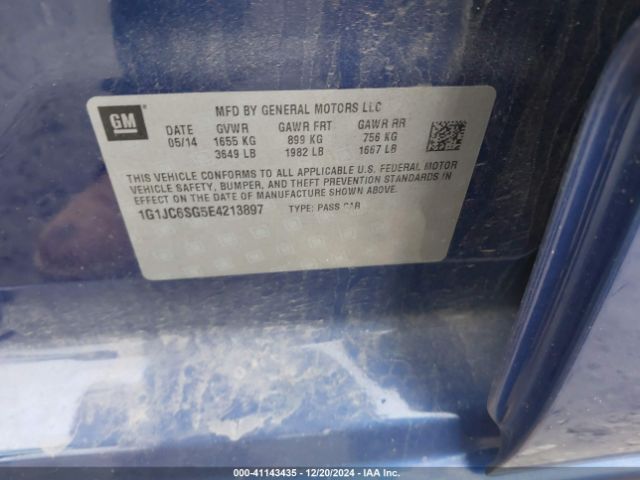 GM
MFD BY GENERAL MOTORS LLC
DATE GVWR GAWR FRT GAWR RR
05/14 1655 KG 899 KG 756 KG
3649 LB 1982 LB 1667 LB
THIS VEHICLE CONFORMS TO ALL APPLICABLE U.S. FEDERAL MOTOR
VEHICLE SAFETY, BUMPER, AND THEFT PREVENTION STANDARDS IN
EFFECT ON THE DATE OF MANUFACTURE SHOWN ABOVE.
1G1JC6SG5E4213897 TYPE: PASS CAR
000-41143435 - 12/20/2024 - IAA Inc.